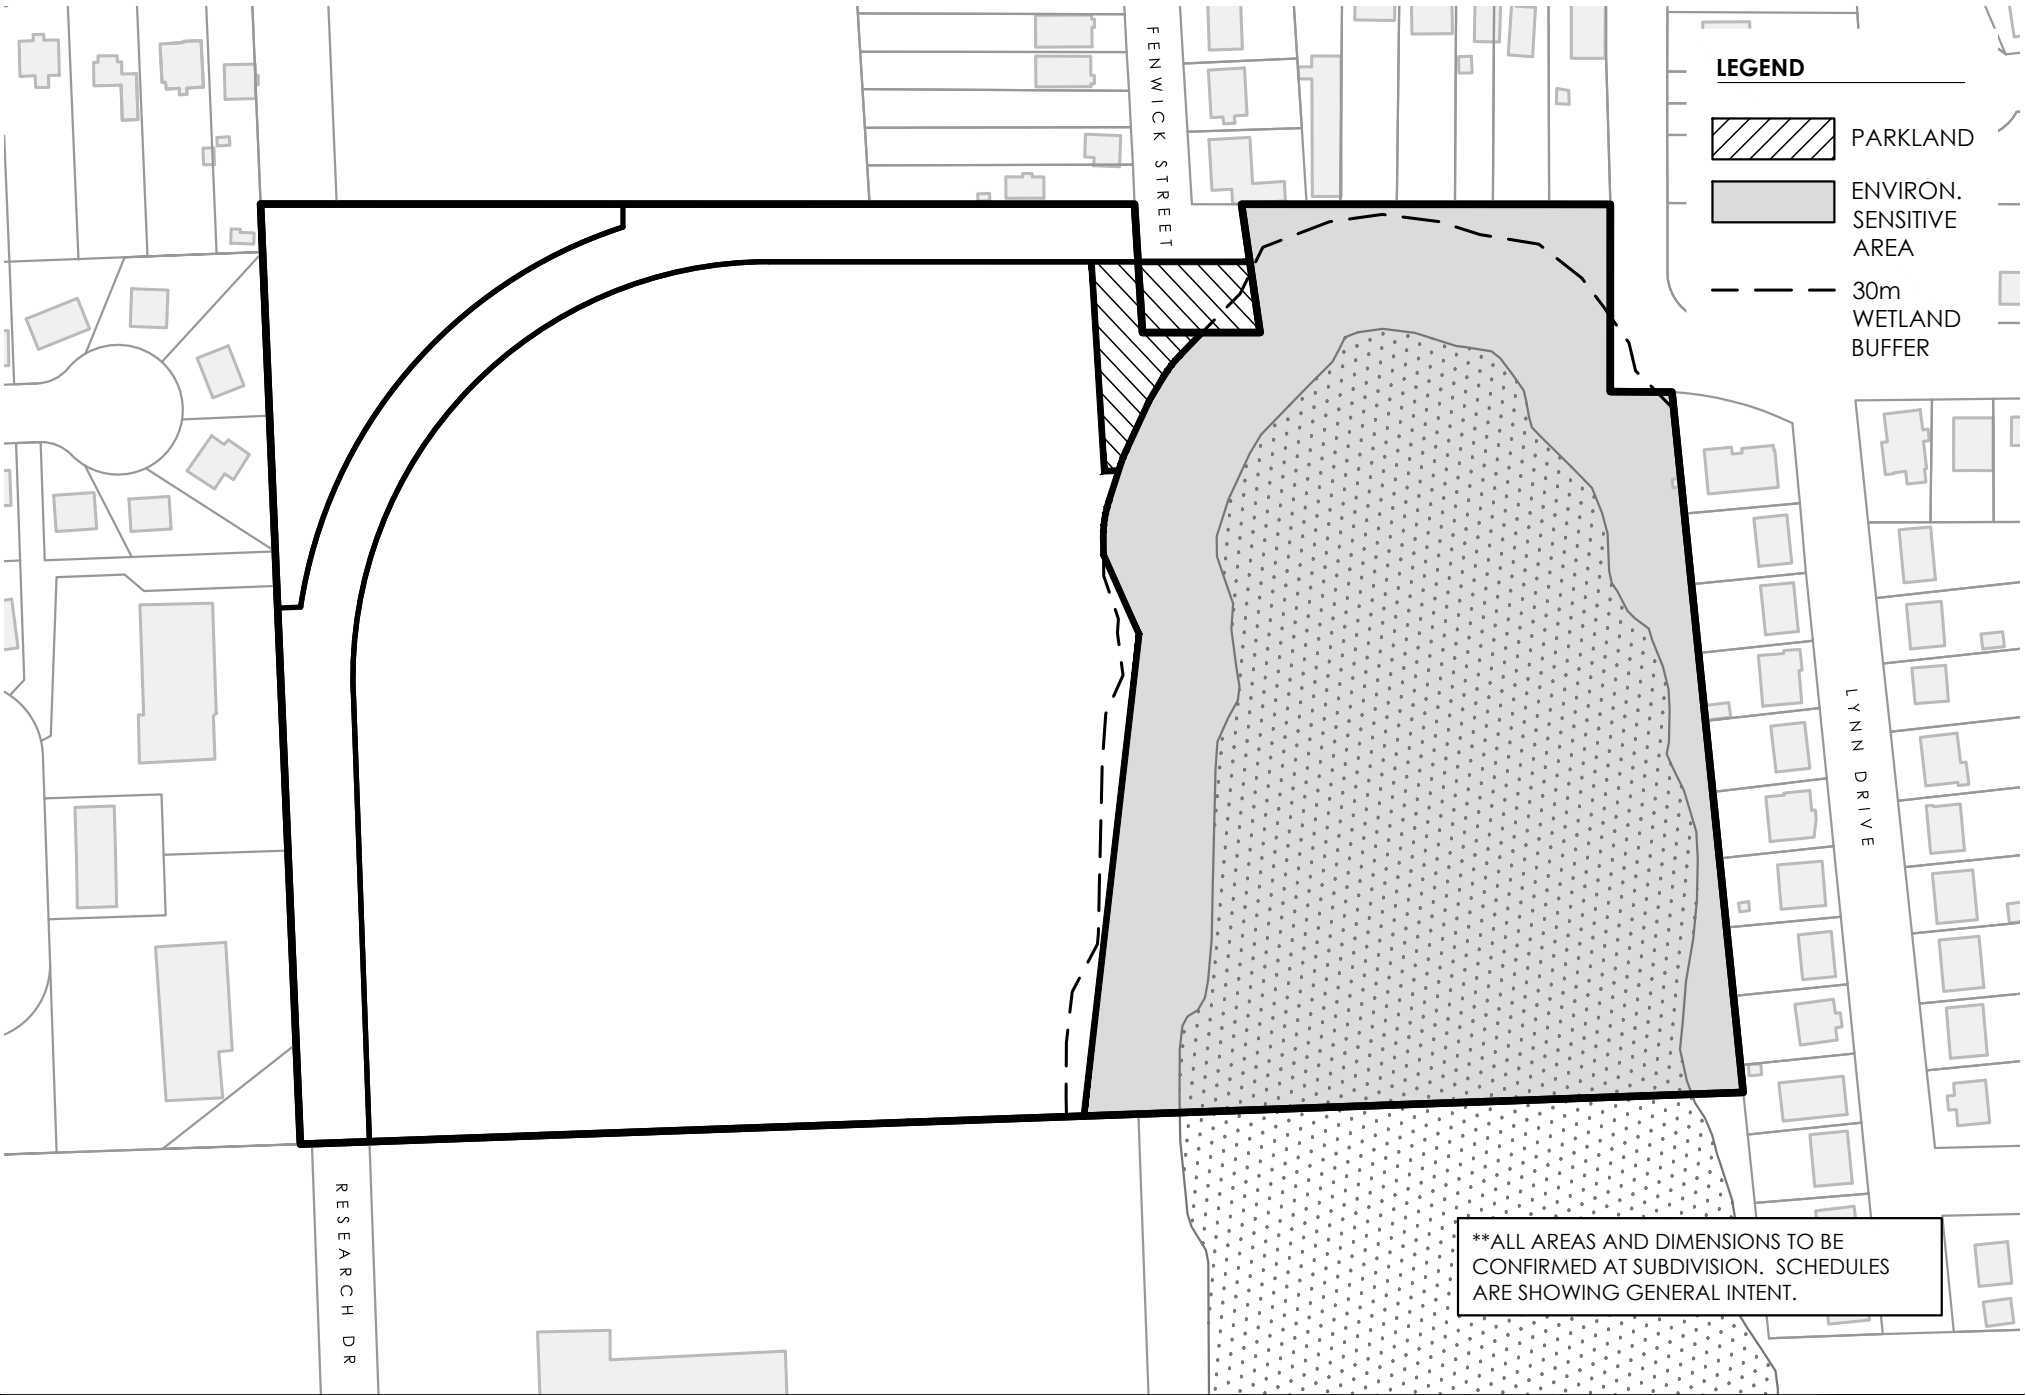 FENWICK STREET
LEGEND
PARKLAND
ENVIRON.
SENSITIVE
AREA
30m
WETLAND
BUFFER
LYNN DRIVE
RESEARCH DR
**ALL AREAS AND DIMENSIONS TO BE
CONFIRMED AT SUBDIVISION. SCHEDULES
ARE SHOWING GENERAL INTENT.